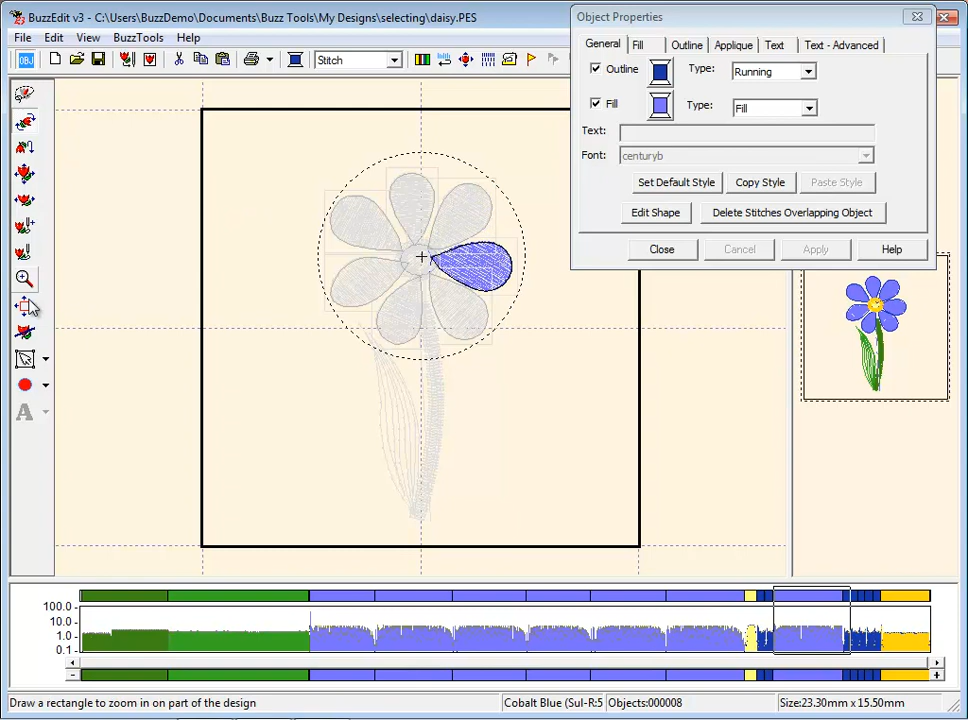 BuzzEdit v3 - C:\Users\BuzzDemo\Documents\Buzz Tools\My Designs\selecting\daisy.PES
File Edit View BuzzTools Help
OBJ
Stitch
Object Properties
General Fill Outline Applique Text Text - Advanced
Outline Type: Running
Fill Type: Fill
Text:
Font: centuryb
Set Default Style Copy Style Paste Style
Edit Shape Delete Stitches Overlapping Object
Close Cancel Apply Help
A
100.0 -
10.0 -
1.0 -
0.1 -
- +
Draw a rectangle to zoom in on part of the design Cobalt Blue (Sul-R:5 Objects:000008 Size:23.30mm x 15.50mm